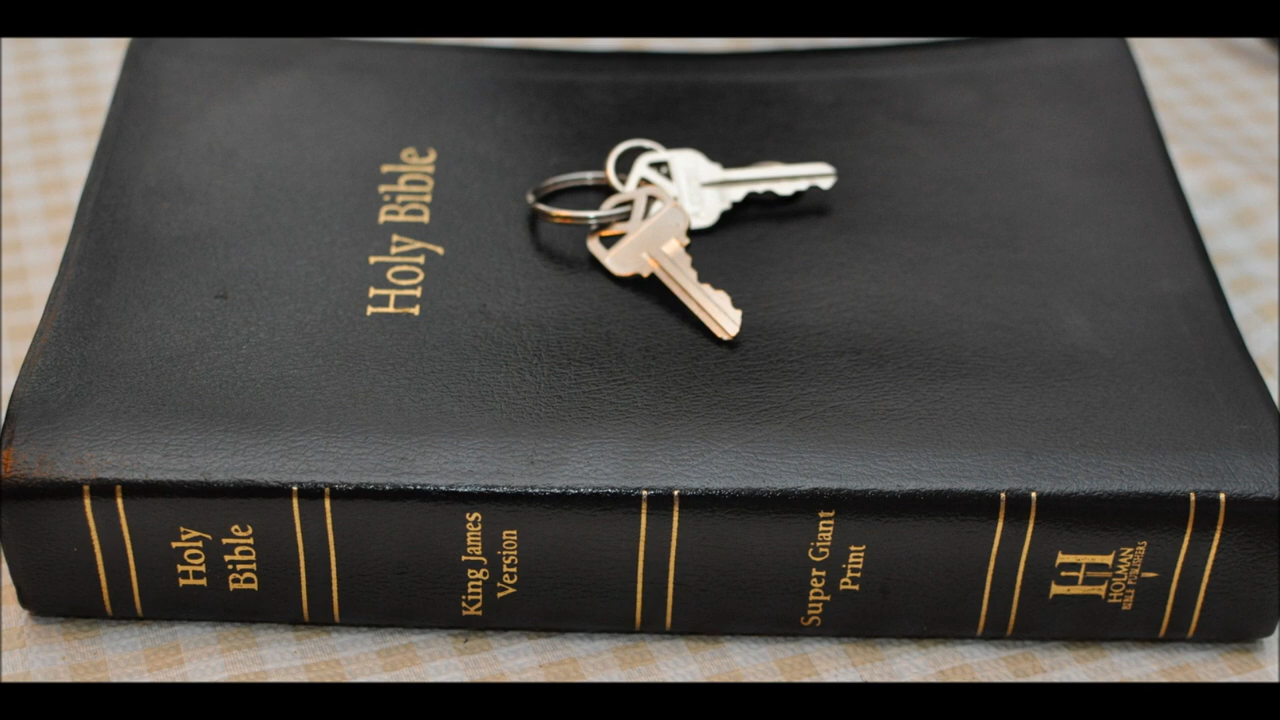 Holy Bible
Holy
Bible
King James
Version
Super Giant
Print
HOLMAN
BIBLE PUBLISHERS